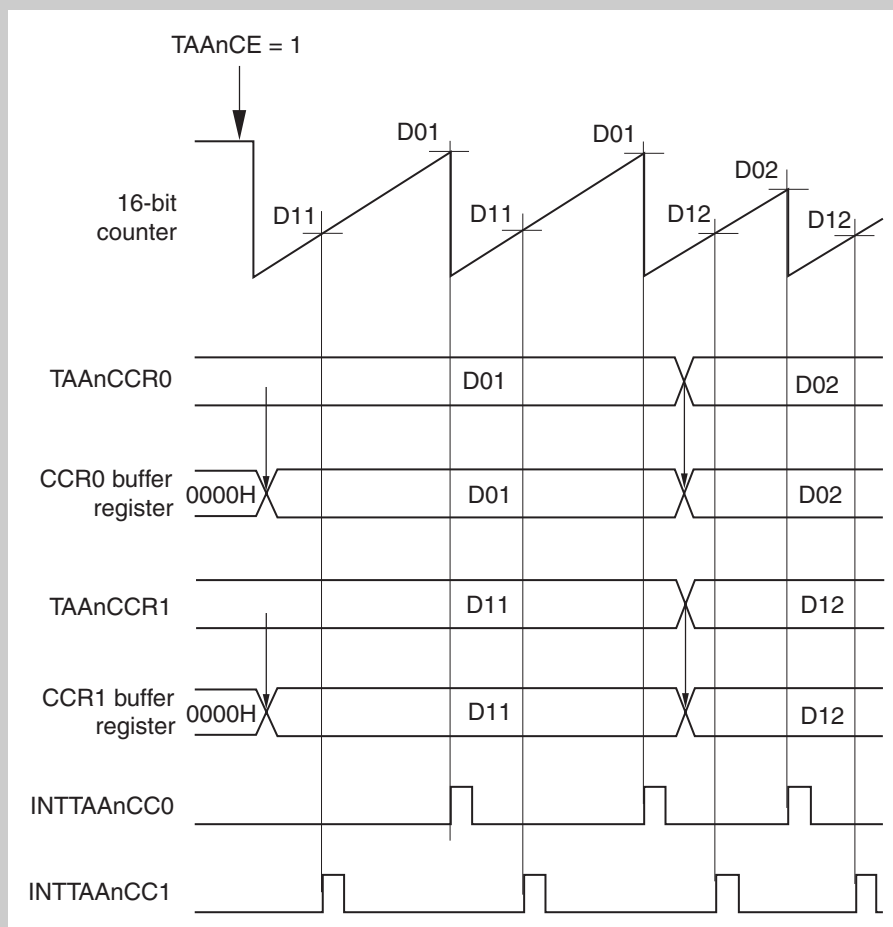 TAAnCE = 1
D01
D01
D02
16-bit
counter
D11
D11
D12
D12
TAAnCCR0
D01
D02
CCR0 buffer
register
0000H
D01
D02
TAAnCCR1
D11
D12
CCR1 buffer
register
0000H
D11
D12
INTTAAnCC0
INTTAAnCC1